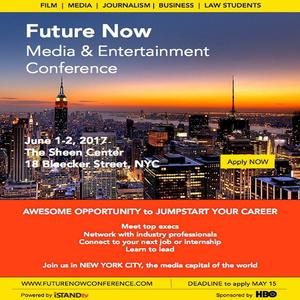 FILM | MEDIA | JOURNALISM | BUSINESS | LAW STUDENTS
Future Now
Media & Entertainment
Conference
June 1-2, 2017
The Sheen Center
18 Bleecker Street, NYC
Apply NOW
AWESOME OPPORTUNITY to JUMPSTART YOUR CAREER
Meet top execs
Network with industry professionals
Connect to your next job or internship
Learn to lead
Join us in NEW YORK CITY, the media capital of the world
WWW.FUTURENOWCONFERENCE.COM
DEADLINE to apply MAY 15
Powered by iSTANDtv
Sponsored by HBO